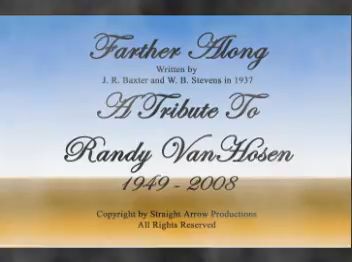 Farther Along
Written by
J. R. Baxter and W. B. Stevens in 1937
A Tribute To
Randy VanHosen
1949 - 2008
Copyright by Straight Arrow Productions
All Rights Reserved